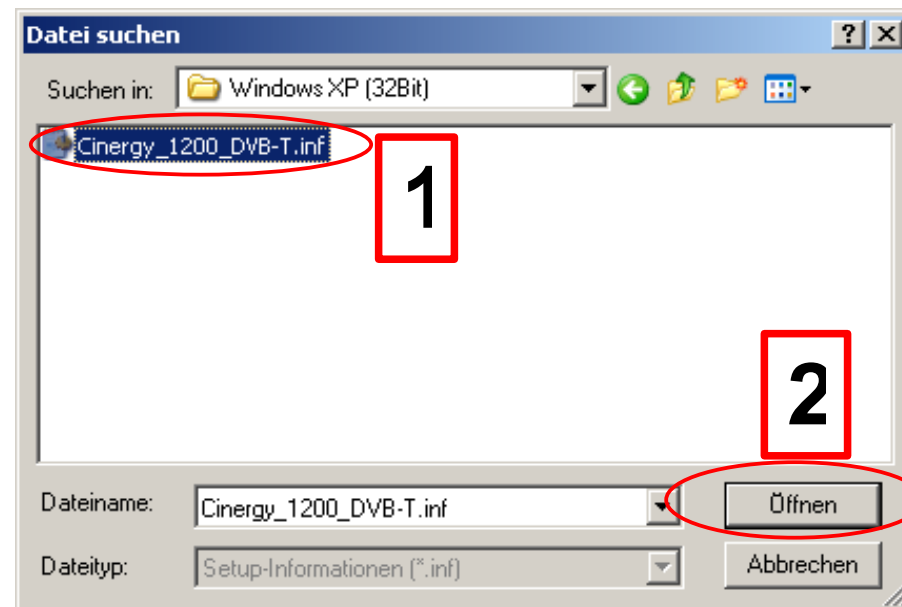 Datei suchen
Suchen in: Windows XP (32Bit)
Cinergy_1200_DVB-T.inf
1
2
Dateiname: Cinergy_1200_DVB-T.inf Öffnen
Dateityp: Setup-Informationen (*.inf) Abbrechen